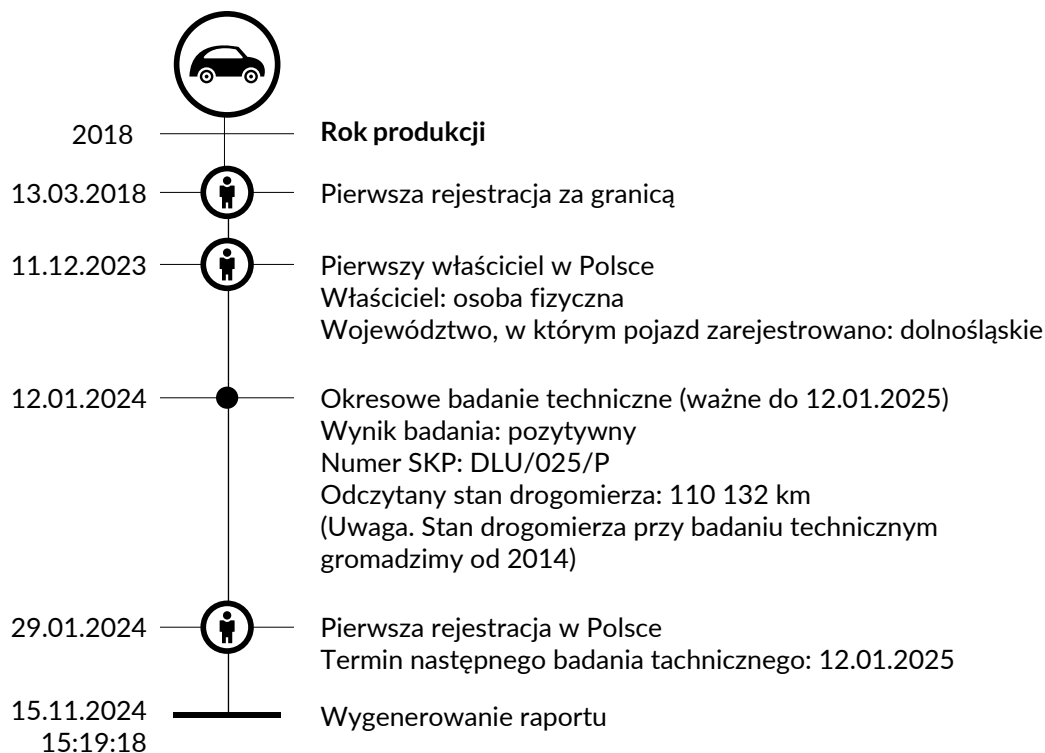 2018 Rok produkcji
13.03.2018 Pierwsza rejestracja za granicą
11.12.2023 Pierwszy właściciel w Polsce
Właściciel: osoba fizyczna
Województwo, w którym pojazd zarejestrowano: dolnośląskie
12.01.2024 Okresowe badanie techniczne (ważne do 12.01.2025)
Wynik badania: pozytywny
Numer SKP: DLU/025/P
Odczytany stan drogomierza: 110 132 km
(Uwaga. Stan drogomierza przy badaniu technicznym
gromadzimy od 2014)
29.01.2024 Pierwsza rejestracja w Polsce
Termin następnego badania tachnicznego: 12.01.2025
15.11.2024 Wygenerowanie raportu
15:19:18